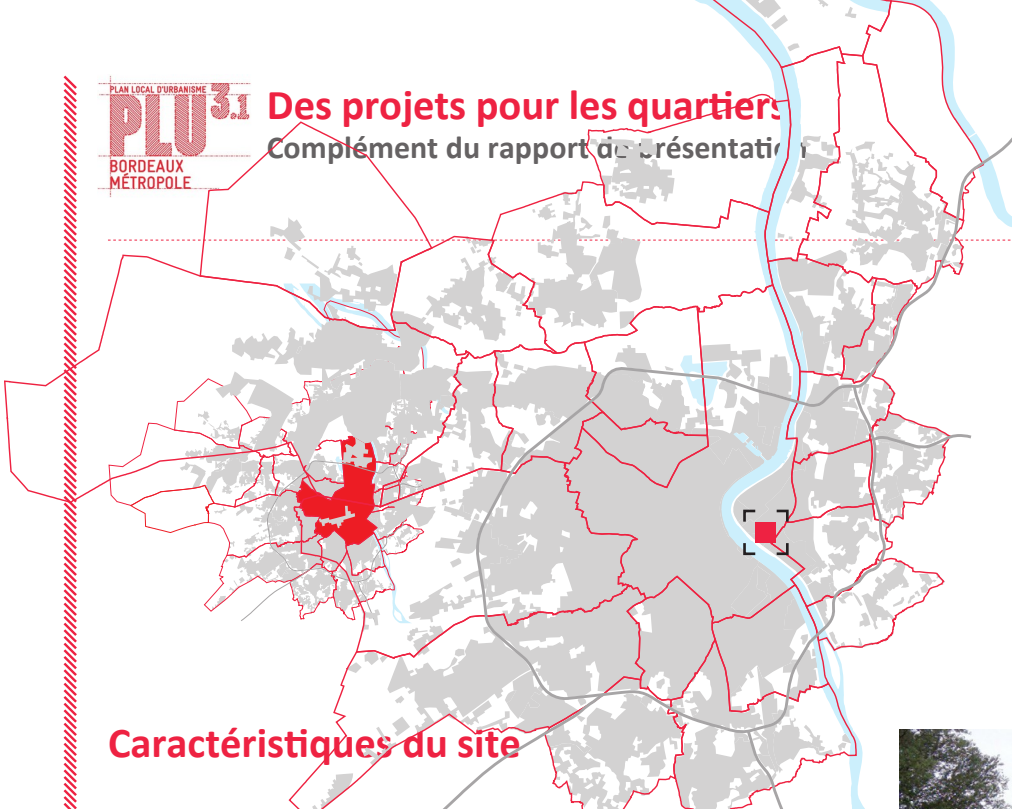 PLAN LOCAL D'URBANISME
PLU 3.1
BORDEAUX
MÉTROPOLE
Des projets pour les quartiers
Complément du rapport de présentation
Caractéristiques du site